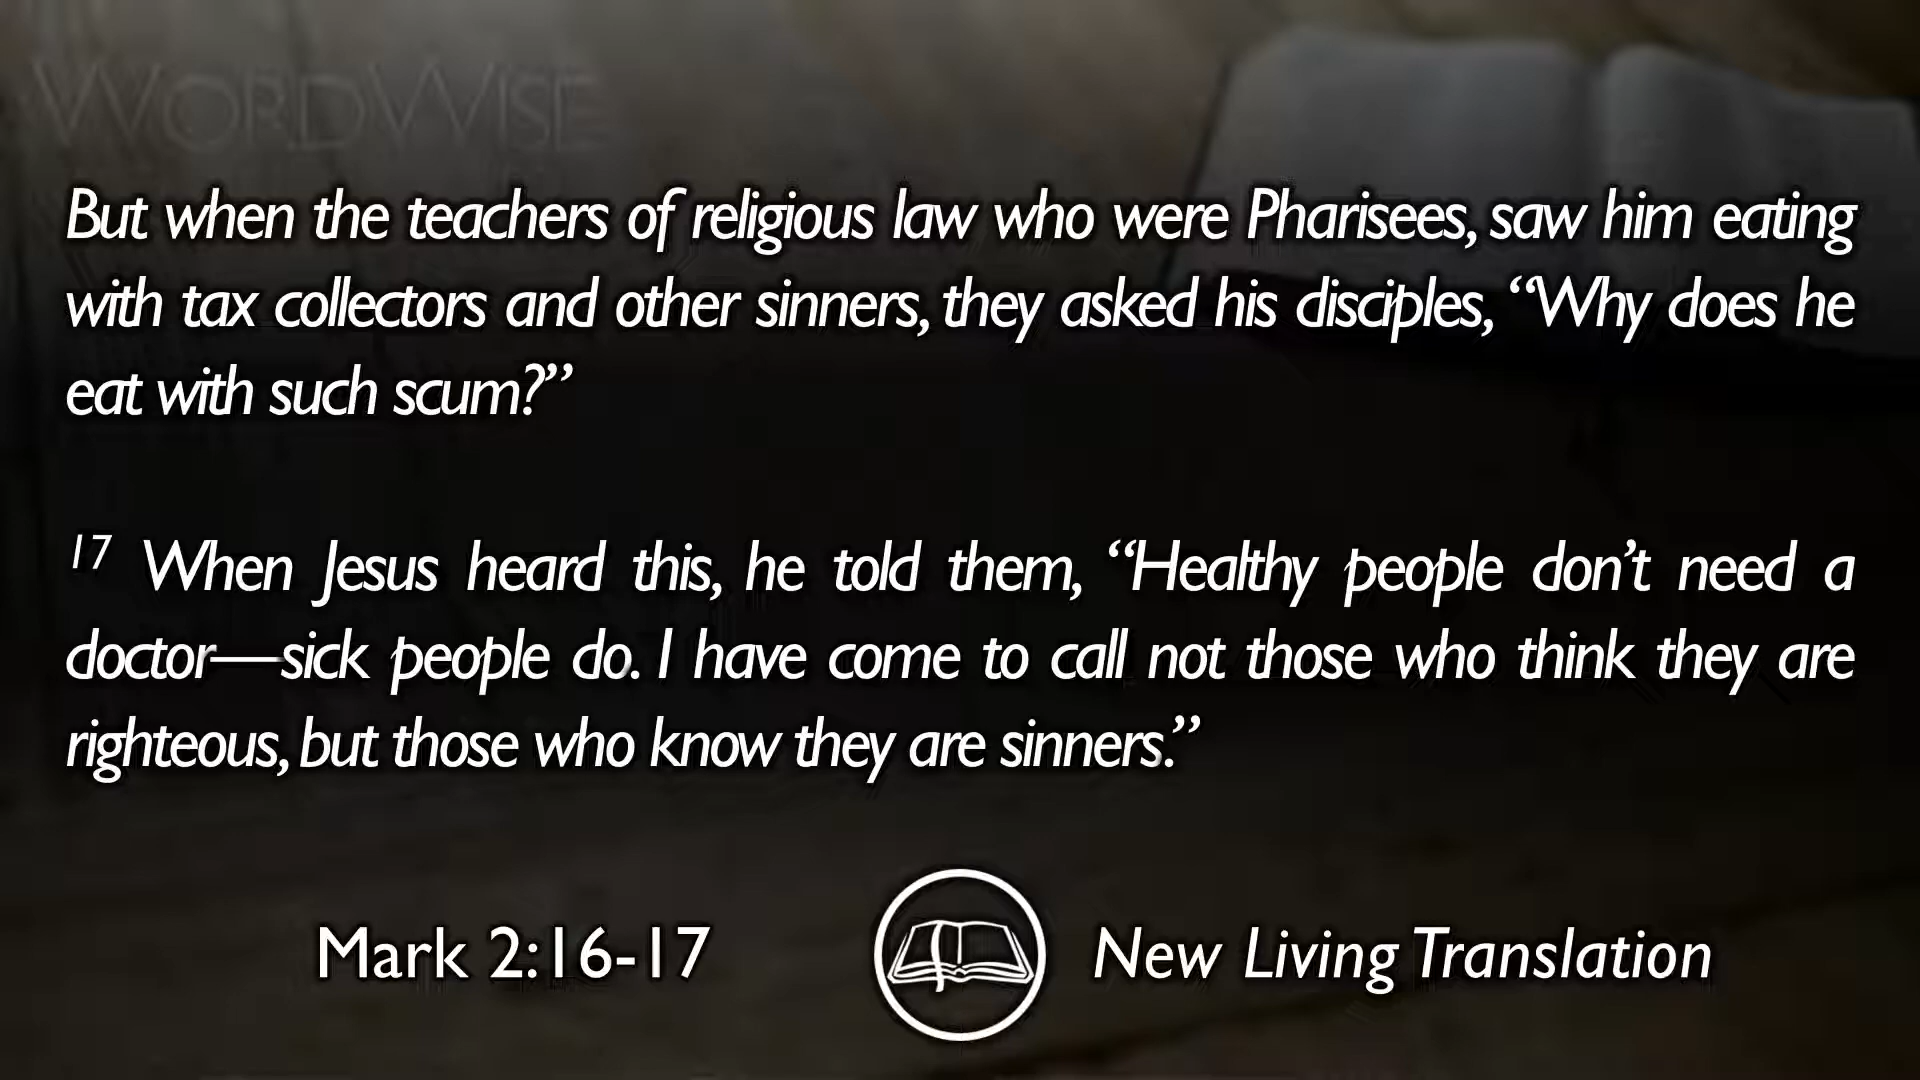 WORDWISE
But when the teachers of religious law who were Pharisees, saw him eating
with tax collectors and other sinners, they asked his disciples, “Why does he
eat with such scum?”
17 When Jesus heard this, he told them, “Healthy people don’t need a
doctor—sick people do. I have come to call not those who think they are
righteous, but those who know they are sinners.”
Mark 2:16-17
New Living Translation